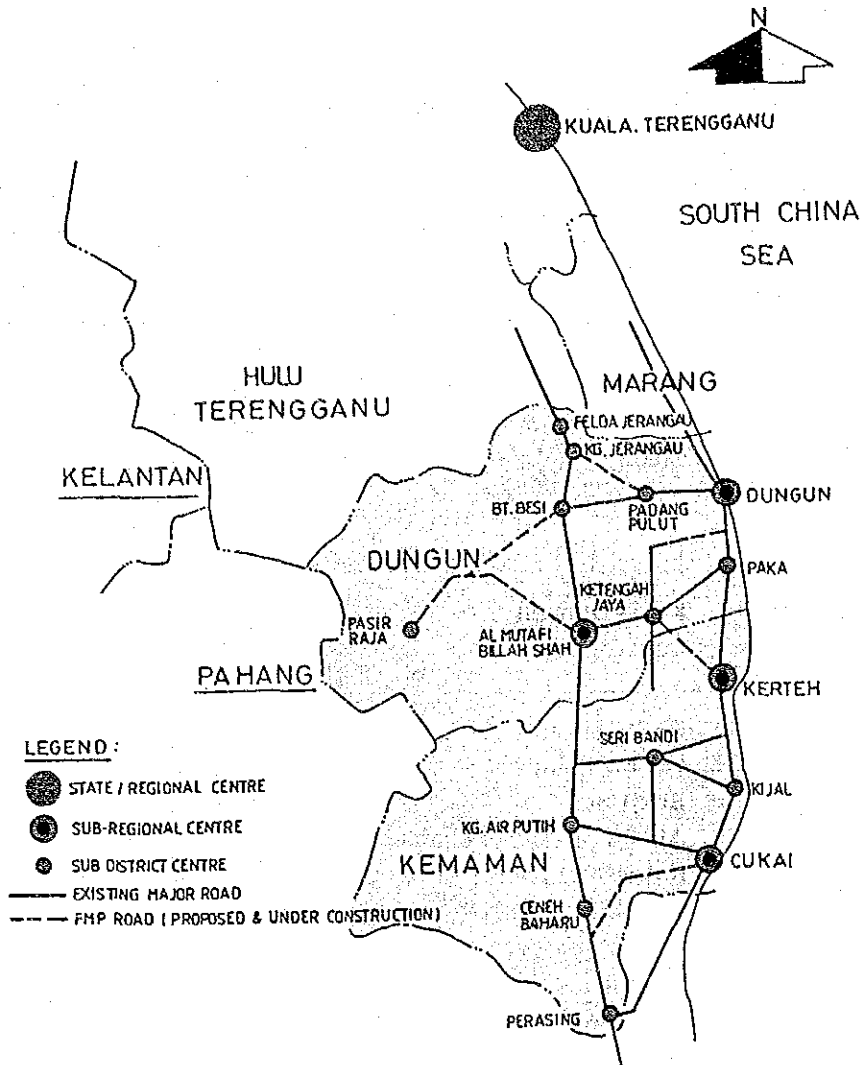 N
KUALA. TERENGGANU
SOUTH CHINA
SEA
HULU
TERENGGANU
MARANG
FELDA JERANGAU
KG. JERANGAU
KELANTAN
BT. BESI
PADANG
PULUT
DUNGUN
DUNGUN
PAKA
KETENGAH
JAYA
PASIR
RAJA
AL MUTAFI
BILLAH SHAH
PAHANG
KERTEH
SERI BANDI
KIJAL
KG. AIR PUTIH
KEMAMAN
CUKAI
CENEH
BAHARU
PERASING
LEGEND :
STATE / REGIONAL CENTRE
SUB-REGIONAL CENTRE
SUB DISTRICT CENTRE
EXISTING MAJOR ROAD
FMP ROAD ( PROPOSED & UNDER CONSTRUCTION)